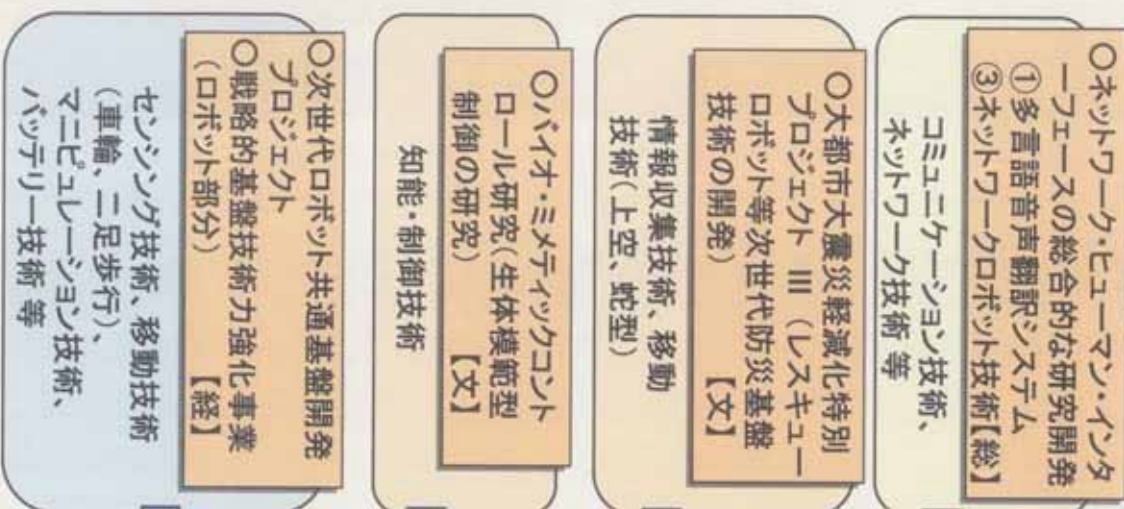 ○ネットワーク・ヒューマン・インタ
ーフェースの総合的な研究開発
①多言語音声翻訳システム
③ネットワークロボット技術【総】
コミュニケーション技術、
ネットワーク技術 等
○大都市大震災軽減化特別
プロジェクト Ⅲ (レスキュー
ロボット等次世代防災基盤
技術の開発)
【文】
情報収集技術、移動
技術(上空、蛇型)
○バイオ・ミメティックコント
ロール研究(生体模範型
制御の研究)
【文】
知能・制御技術
○次世代ロボット共通基盤開発
プロジェクト
○戦略的基盤技術力強化事業
(ロボット部分)
【経】
センシング技術、移動技術
(車輪、二足歩行)、
マニピュレーション技術、
バッテリー技術 等